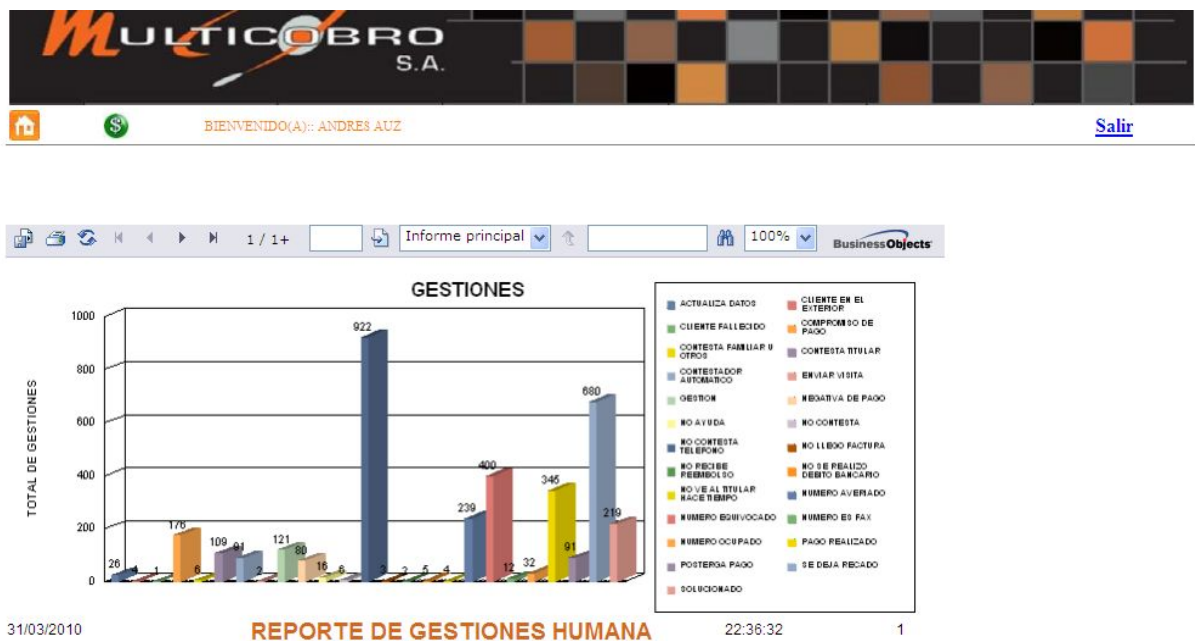 MULTICOBRO
S.A.
BIENVENIDO(A):: ANDRES AUZ
Salir
1 / 1+
Informe principal
100%
BusinessObjects
GESTIONES
TOTAL DE GESTIONES
1000
800
600
400
200
0
26
4
1
176
6
109
91
2
121
80
16
6
922
3
2
5
4
239
400
12
32
345
91
680
219
ACTUALIZA DATOS
CLIENTE EN EL
EXTERIOR
CLIENTE FALLECIDO
COMPROMISO DE
PAGO
CONTESTA FAMILIAR U
OTROS
CONTESTA TITULAR
CONTESTADOR
AUTOMATICO
ENVIAR VISITA
GESTION
NEGATIVA DE PAGO
NO AYUDA
NO CONTESTA
NO CONTESTA
TELEFONO
NO LLEGO FACTURA
NO RECIBE
REEMBOLSO
NO SE REALIZO
DEBITO BANCARIO
NO VE AL TITULAR
HACE TIEMPO
NUMERO AVERIADO
NUMERO EQUIVOCADO
NUMERO ES FAX
NUMERO OCUPADO
PAGO REALIZADO
POSTERGA PAGO
SE DEJA RECADO
SOLUCIONADO
31/03/2010
REPORTE DE GESTIONES HUMANA
22:36:32
1